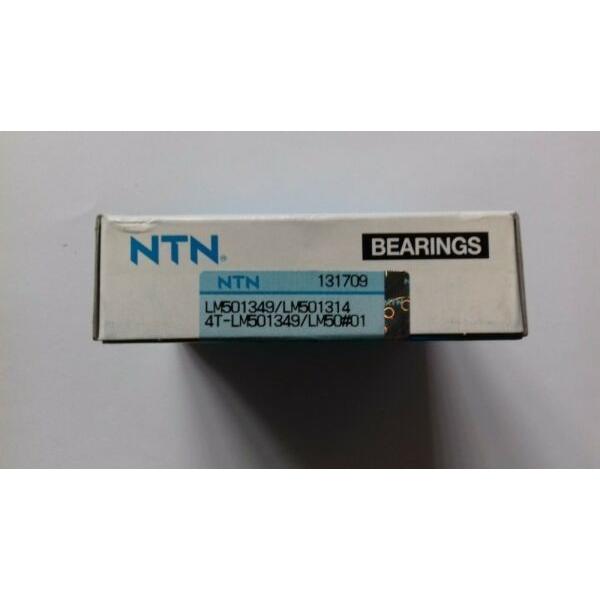 NTN®
BEARINGS
NTN 131709
LM501349/LM501314
4T-LM501349/LM50#01